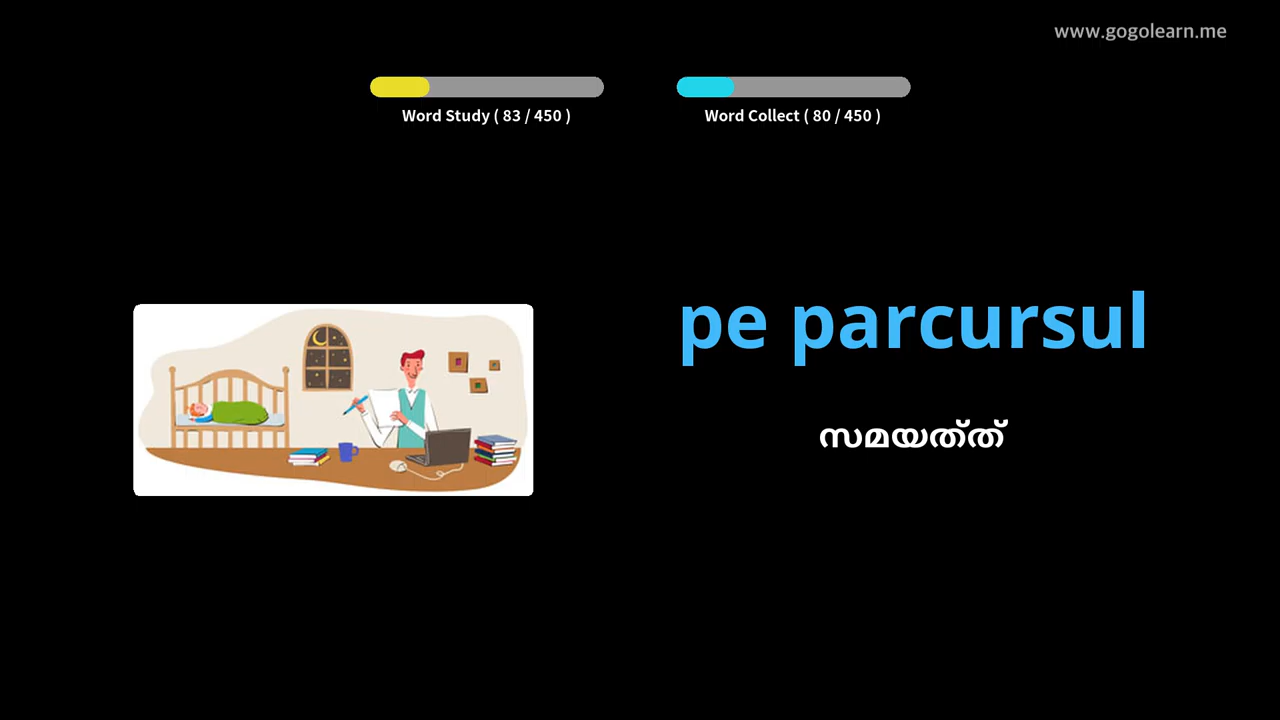 www.gogolearn.me
Word Study ( 83 / 450 )
Word Collect ( 80 / 450 )
pe parcursul
സമയത്ത്